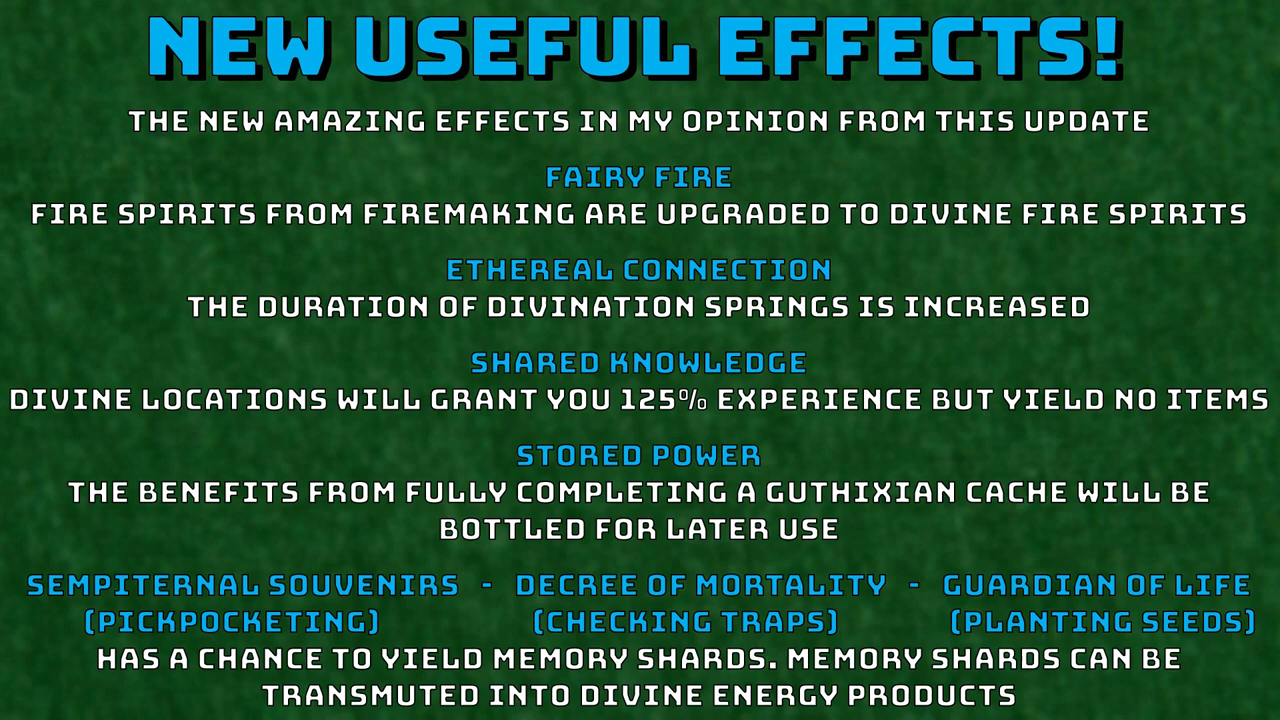 NEW USEFUL EFFECTS!
THE NEW AMAZING EFFECTS IN MY OPINION FROM THIS UPDATE
FAIRY FIRE
FIRE SPIRITS FROM FIREMAKING ARE UPGRADED TO DIVINE FIRE SPIRITS
ETHEREAL CONNECTION
THE DURATION OF DIVINATION SPRINGS IS INCREASED
SHARED KNOWLEDGE
DIVINE LOCATIONS WILL GRANT YOU 125% EXPERIENCE BUT YIELD NO ITEMS
STORED POWER
THE BENEFITS FROM FULLY COMPLETING A GUTHIXIAN CACHE WILL BE
BOTTLED FOR LATER USE
SEMPITERNAL SOUVENIRS - DECREE OF MORTALITY - GUARDIAN OF LIFE
(PICKPOCKETING) (CHECKING TRAPS) (PLANTING SEEDS)
HAS A CHANCE TO YIELD MEMORY SHARDS. MEMORY SHARDS CAN BE
TRANSMUTED INTO DIVINE ENERGY PRODUCTS